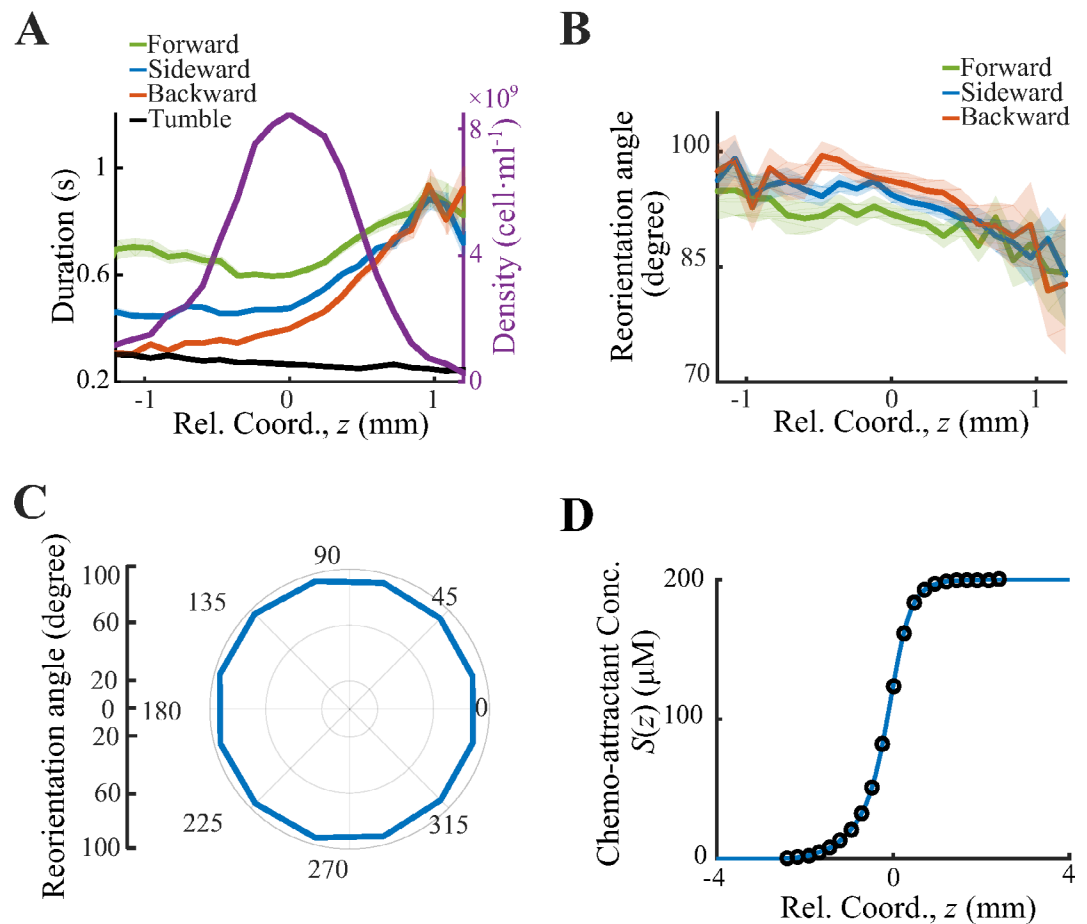 A
Forward
Sideward
Backward
Tumble
×10⁹
1
0.6
0.2
Duration (s)
8
4
0
Density (cell·ml⁻¹)
-1
0
1
Rel. Coord., z (mm)
B
Forward
Sideward
Backward
100
85
70
Reorientation angle
(degree)
-1
0
1
Rel. Coord., z (mm)
C
Reorientation angle (degree)
100
60
20
0
20
60
100
90
135
45
180
0
225
315
270
D
Chemo-attractant Conc.
S(z) (μM)
200
100
0
-4
0
4
Rel. Coord., z (mm)